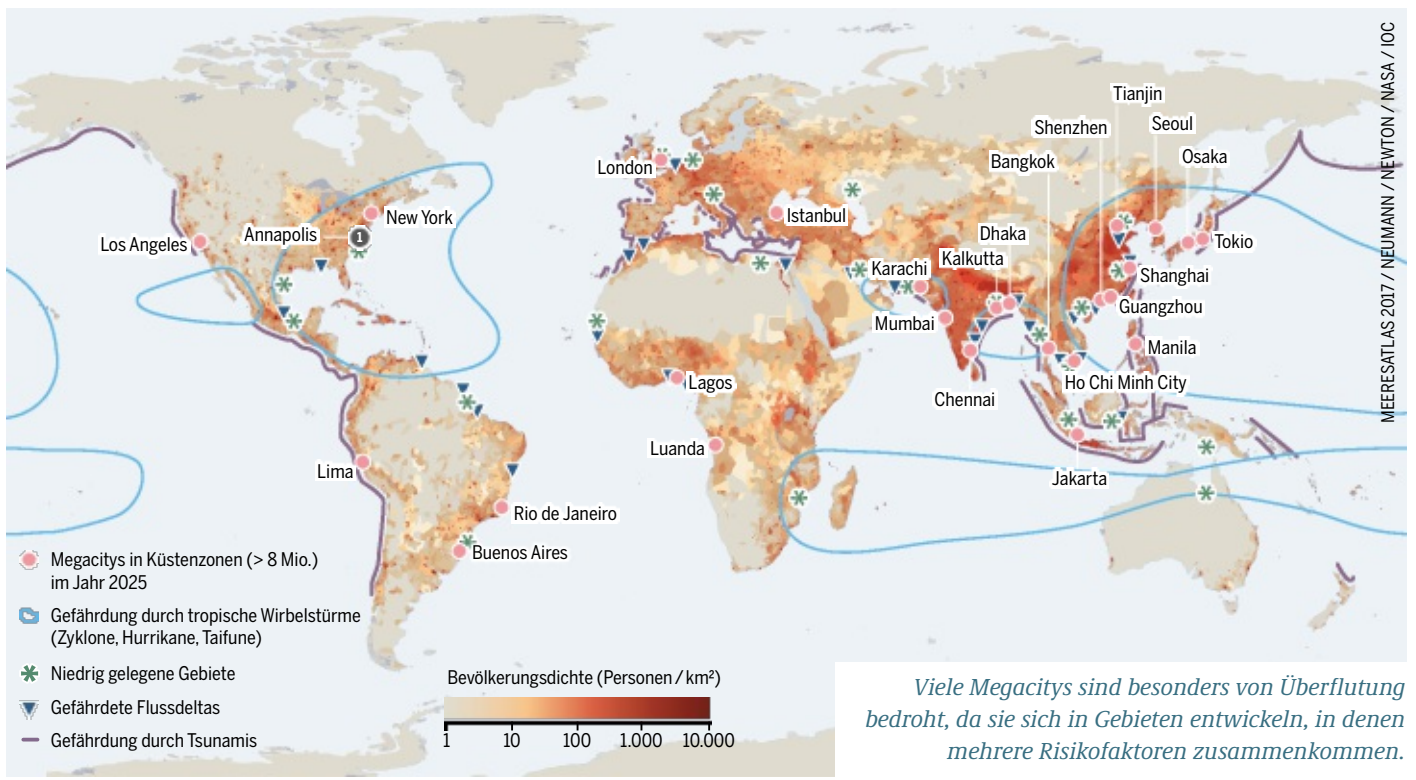 Tianjin
Shenzhen
Seoul
Bangkok
Osaka
London
New York
Istanbul
Annapolis
1
Los Angeles
Dhaka
Tokio
Kalkutta
Karachi
Shanghai
Guangzhou
Mumbai
Manila
Lagos
Ho Chi Minh City
Chennai
Luanda
Lima
Jakarta
Rio de Janeiro
Buenos Aires
Megacitys in Küstenzonen (> 8 Mio.)
im Jahr 2025
Gefährdung durch tropische Wirbelstürme
(Zyklone, Hurrikane, Taifune)
Niedrig gelegene Gebiete
Gefährdete Flussdeltas
Gefährdung durch Tsunamis
Bevölkerungsdichte (Personen / km²)
1 10 100 1.000 10.000
Viele Megacitys sind besonders von Überflutung
bedroht, da sie sich in Gebieten entwickeln, in denen
mehrere Risikofaktoren zusammenkommen.
MEERESATLAS 2017 / NEUMANN / NEWTON / NASA / IOC